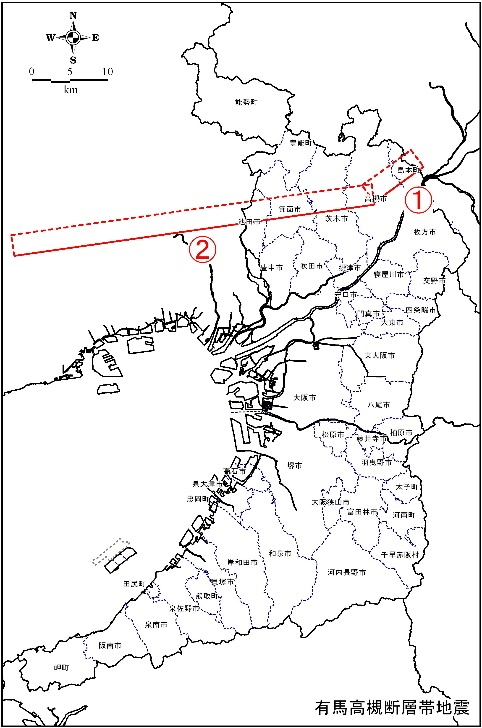 N
W E
S
0 5 10
km
能勢町
豊能町
島本町
高槻市
①
箕面市
池田市
茨木市
枚方市
②
豊中市
吹田市
摂津市
寝屋川市
交野市
守口市
門真市
四条畷市
大東市
東大阪市
大阪市
八尾市
柏原市
松原市
藤井寺市
羽曳野市
堺市
高石市
泉大津市
忠岡町
太子町
大阪狭山市
富田林市
河南町
千早赤阪村
和泉市
岸和田市
河内長野市
貝塚市
熊取町
田尻町
泉佐野市
泉南市
阪南市
岬町
有馬高槻断層帯地震